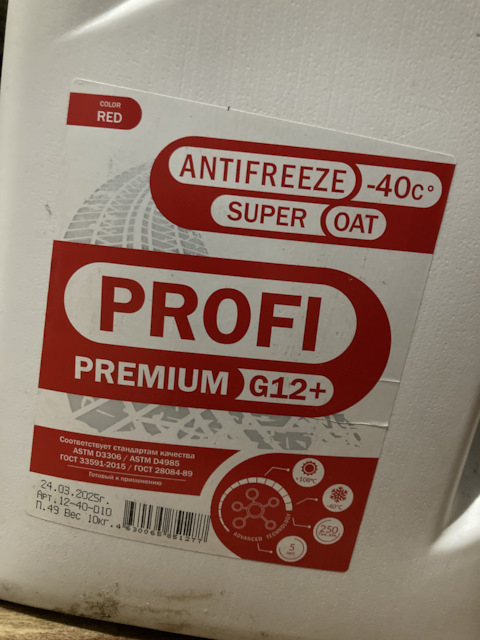 COLOR
RED
ANTIFREEZE -40C°
SUPER OAT
PROFI
PREMIUM G12+
Соответствует стандартам качества
ASTM D3306 / ASTM D4985
ГОСТ 33591-2015 / ГОСТ 28084-89
Готовый к применению
24.03.2025г.
Арт:12-40-010
П.49 Вес 10кг.
+108°C
-40°C
250
5
ADVANCED TECHNOLOGY